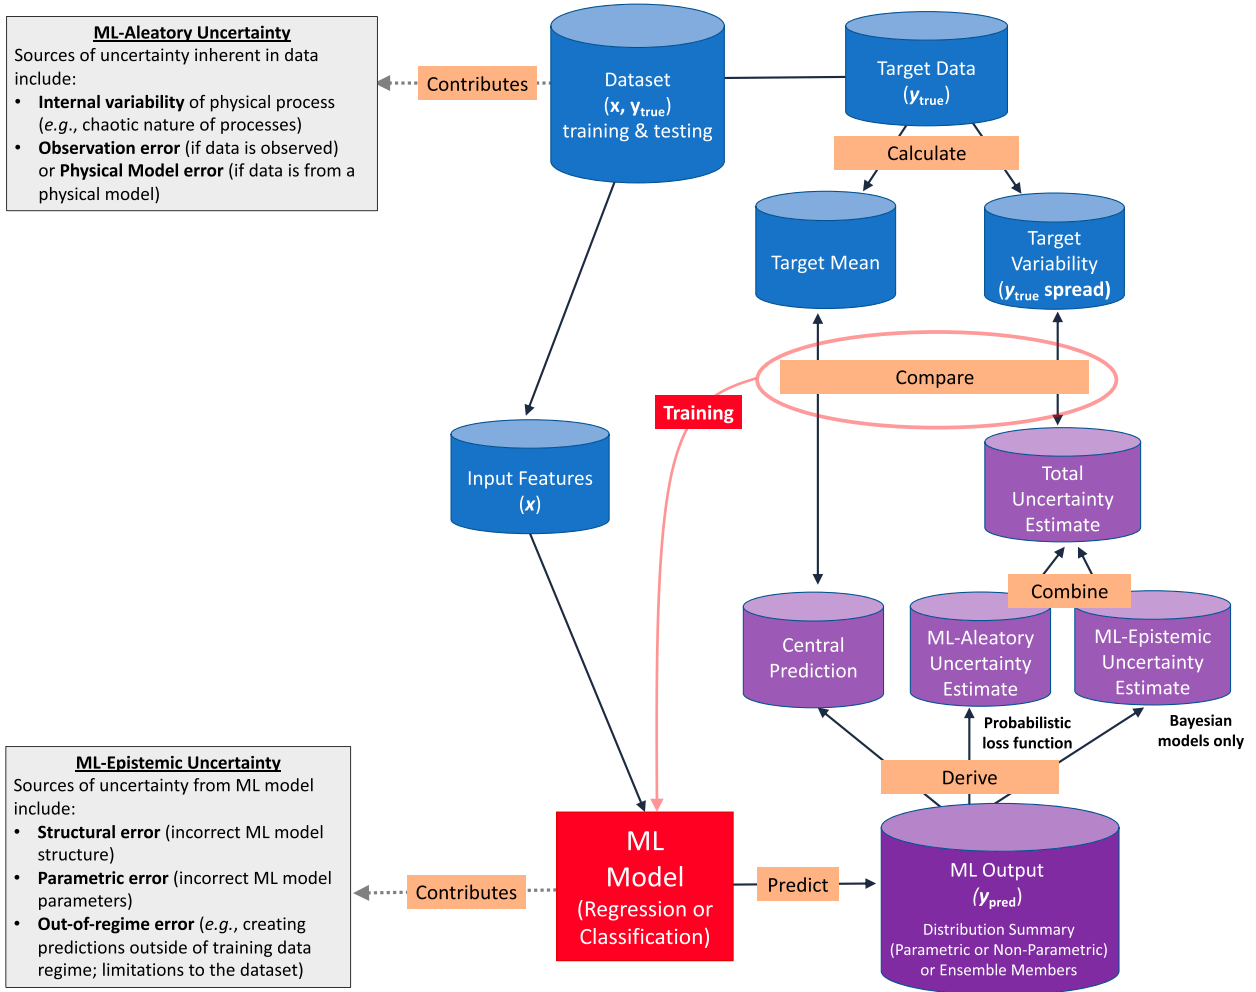 ML-Aleatory Uncertainty
Sources of uncertainty inherent in data
include:
• Internal variability of physical process
(e.g., chaotic nature of processes)
• Observation error (if data is observed)
or Physical Model error (if data is from a
physical model)
Contributes
Dataset
(x, ytrue)
training & testing
Target Data
(ytrue)
Calculate
Target Mean
Target
Variability
(ytrue spread)
Compare
Training
Input Features
(x)
Total
Uncertainty
Estimate
Combine
Central
Prediction
ML-Aleatory
Uncertainty
Estimate
ML-Epistemic
Uncertainty
Estimate
Probabilistic
loss function
Bayesian
models only
Derive
ML-Epistemic Uncertainty
Sources of uncertainty from ML model
include:
• Structural error (incorrect ML model
structure)
• Parametric error (incorrect ML model
parameters)
• Out-of-regime error (e.g., creating
predictions outside of training data
regime; limitations to the dataset)
Contributes
ML
Model
(Regression or
Classification)
Predict
ML Output
(ypred)
Distribution Summary
(Parametric or Non-Parametric)
or Ensemble Members